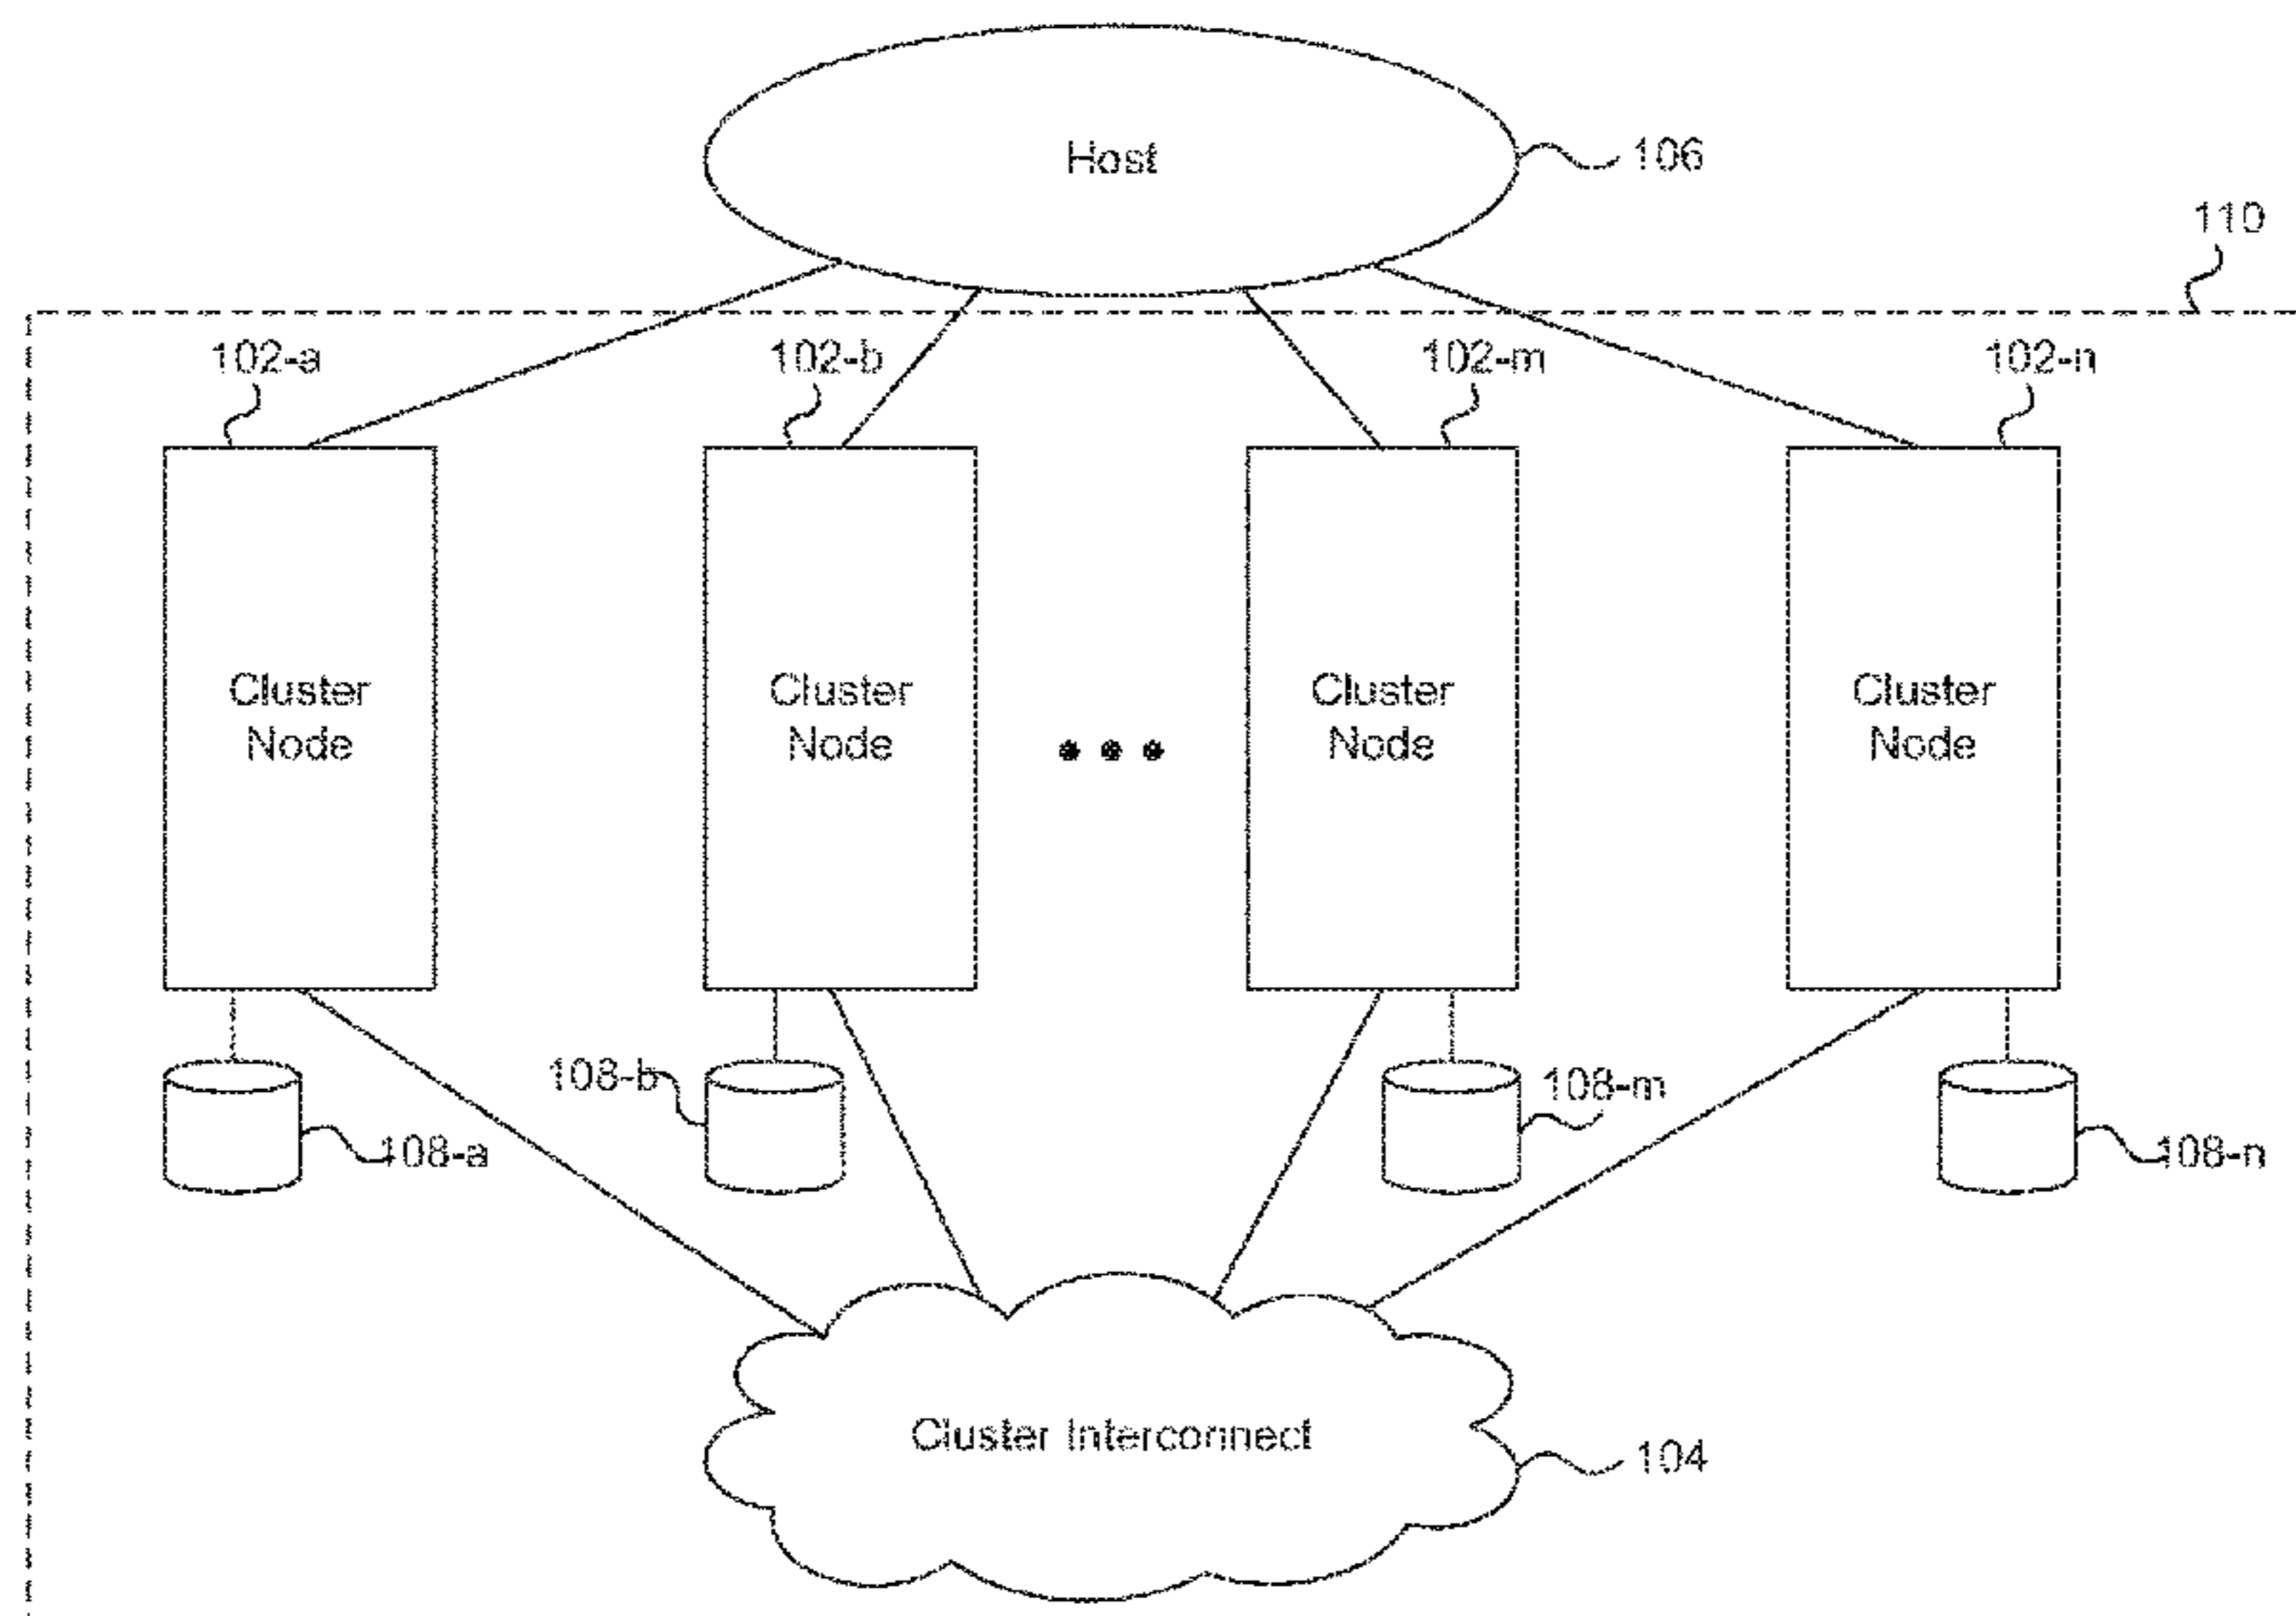 Host
106
110
102-a
102-b
102-m
102-n
Cluster
Node
Cluster
Node
Cluster
Node
Cluster
Node
108-a
108-b
108-m
108-n
Cluster Interconnect
104